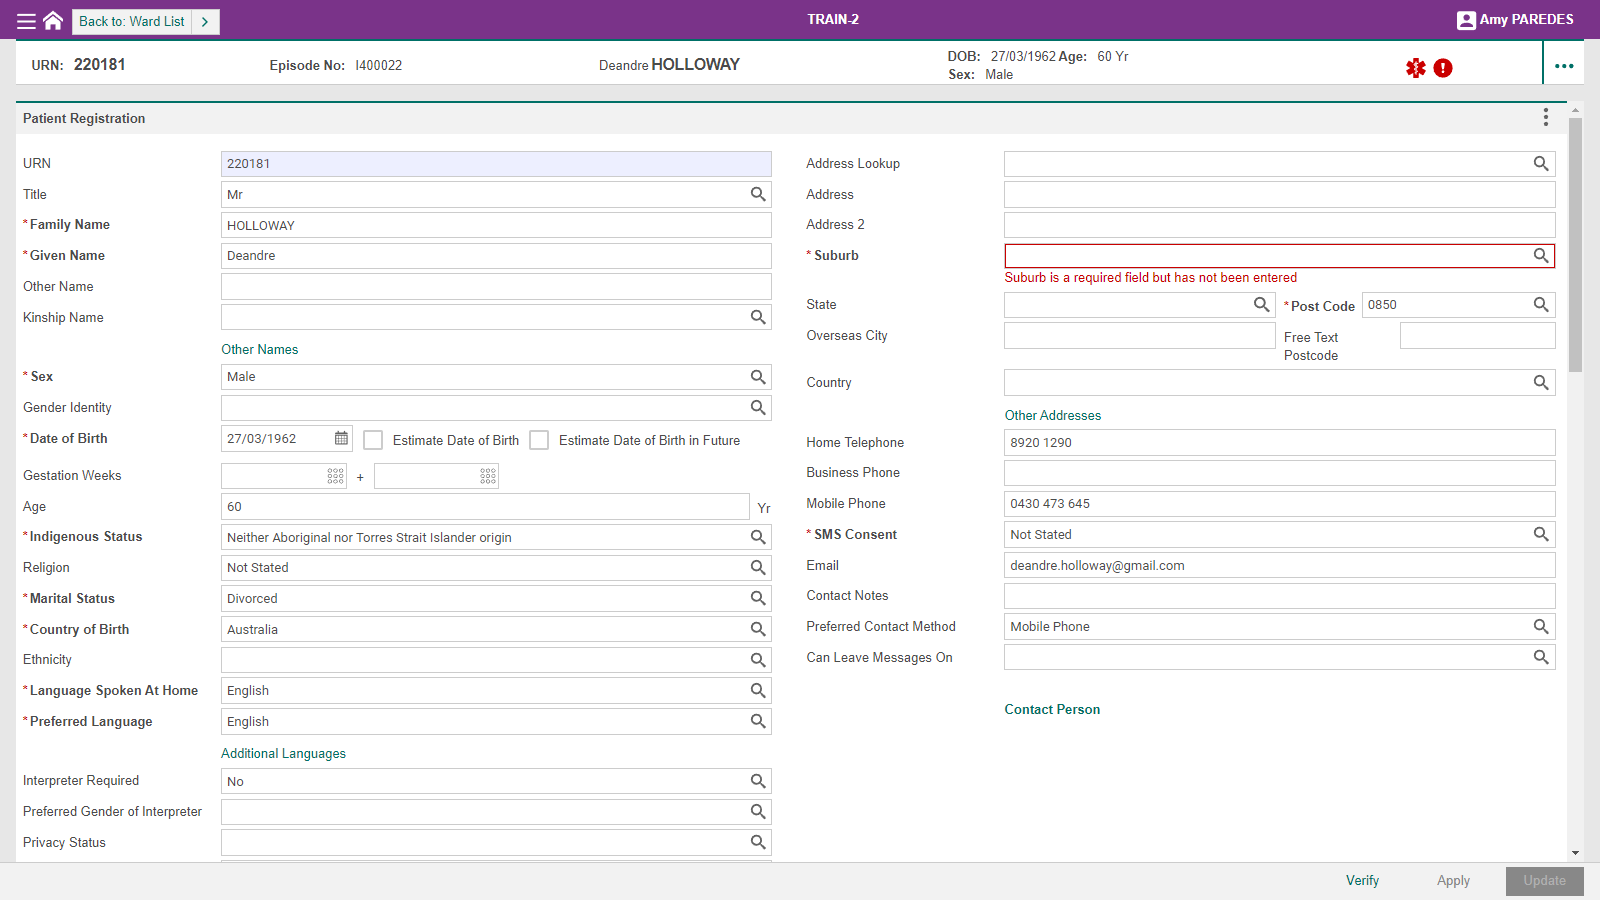 Back to: Ward List
TRAIN-2
Amy PAREDES
URN: 220181
Episode No: I400022
Deandre HOLLOWAY
DOB: 27/03/1962 Age: 60 Yr
Sex: Male
Patient Registration
URN 220181
Title Mr
*Family Name HOLLOWAY
*Given Name Deandre
Other Name
Kinship Name
Other Names
*Sex Male
Gender Identity
*Date of Birth 27/03/1962 Estimate Date of Birth Estimate Date of Birth in Future
Gestation Weeks +
Age 60 Yr
*Indigenous Status Neither Aboriginal nor Torres Strait Islander origin
Religion Not Stated
*Marital Status Divorced
*Country of Birth Australia
Ethnicity
*Language Spoken At Home English
*Preferred Language English
Additional Languages
Interpreter Required No
Preferred Gender of Interpreter
Privacy Status
Address Lookup
Address
Address 2
*Suburb
Suburb is a required field but has not been entered
State *Post Code 0850
Overseas City Free Text
Postcode
Country
Other Addresses
Home Telephone 8920 1290
Business Phone
Mobile Phone 0430 473 645
*SMS Consent Not Stated
Email deandre.holloway@gmail.com
Contact Notes
Preferred Contact Method Mobile Phone
Can Leave Messages On
Contact Person
Verify
Apply
Update